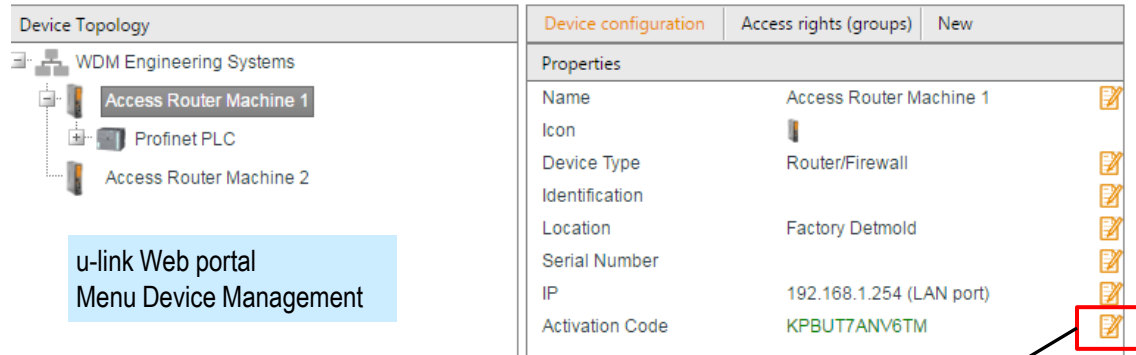 Device Topology
WDM Engineering Systems
Access Router Machine 1
Profinet PLC
Access Router Machine 2
u-link Web portal
Menu Device Management
Device configuration Access rights (groups) New
Properties
Name Access Router Machine 1
Icon
Device Type Router/Firewall
Identification
Location Factory Detmold
Serial Number
IP 192.168.1.254 (LAN port)
Activation Code KPBUT7ANV6TM